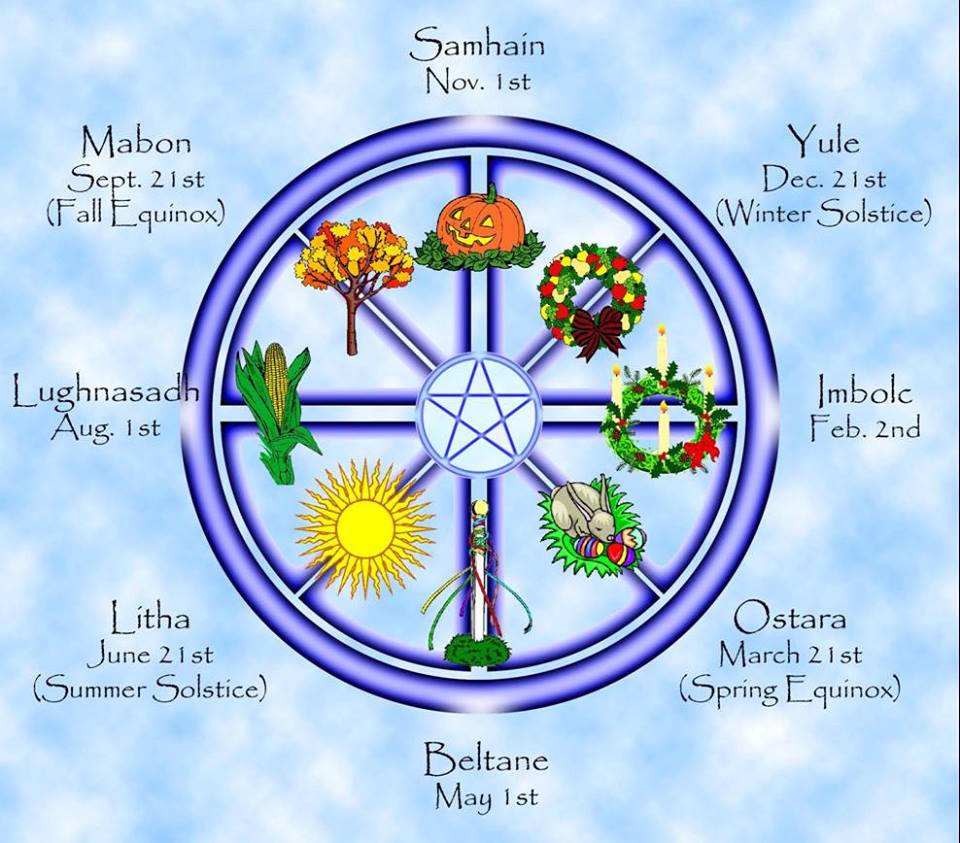 Samhain
Nov. 1st
Mabon
Sept. 21st
(Fall Equinox)
Yule
Dec. 21st
(Winter Solstice)
Lughnasadh
Aug. 1st
Imbolc
Feb. 2nd
Litha
June 21st
(Summer Solstice)
Ostara
March 21st
(Spring Equinox)
Beltane
May 1st